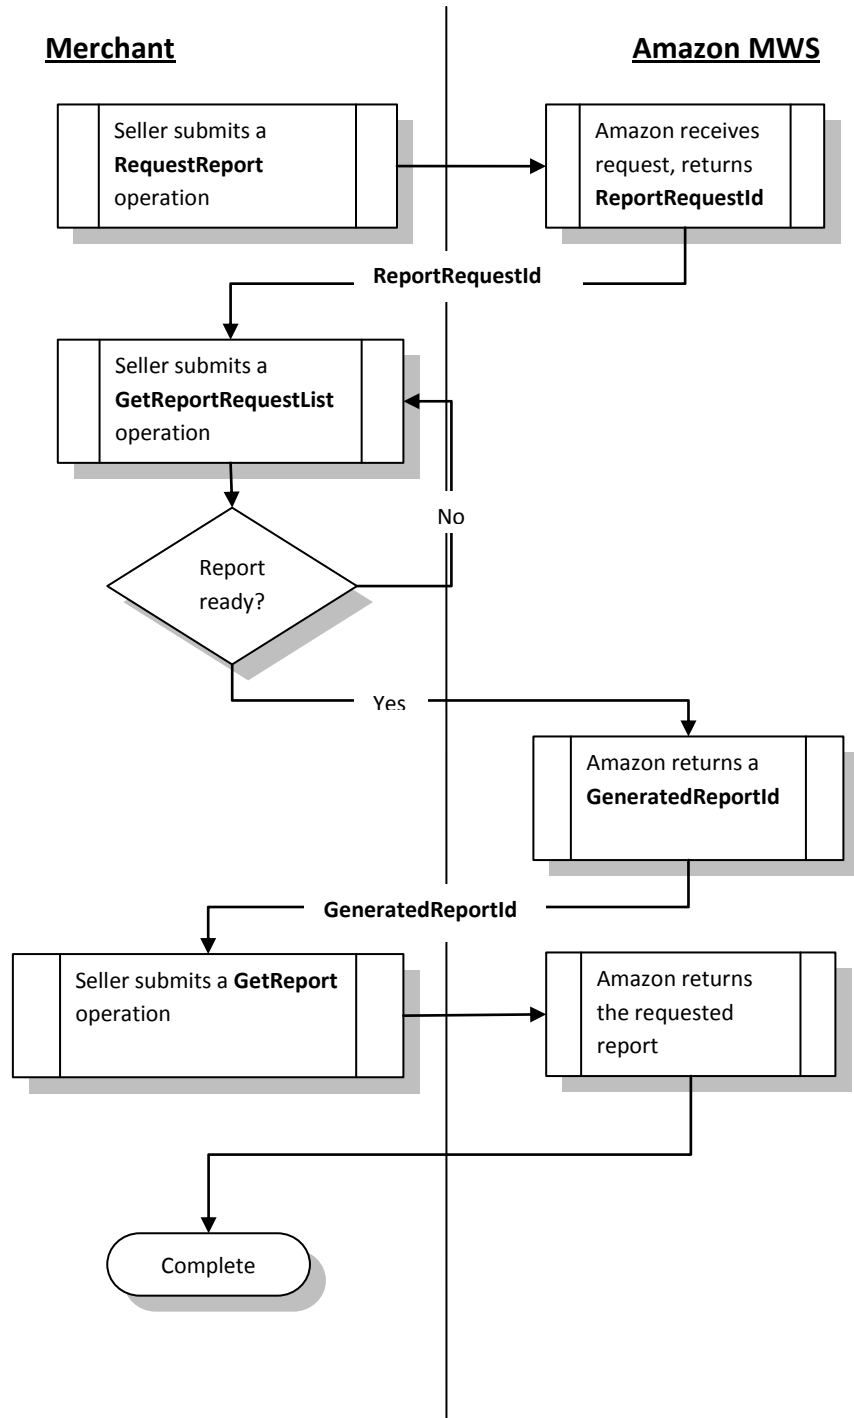 Merchant
Amazon MWS
Seller submits a
RequestReport
operation
Amazon receives
request, returns
ReportRequestId
ReportRequestId
Seller submits a
GetReportRequestList
operation
No
Report
ready?
Yes
Amazon returns a
GeneratedReportId
GeneratedReportId
Seller submits a GetReport
operation
Amazon returns
the requested
report
Complete